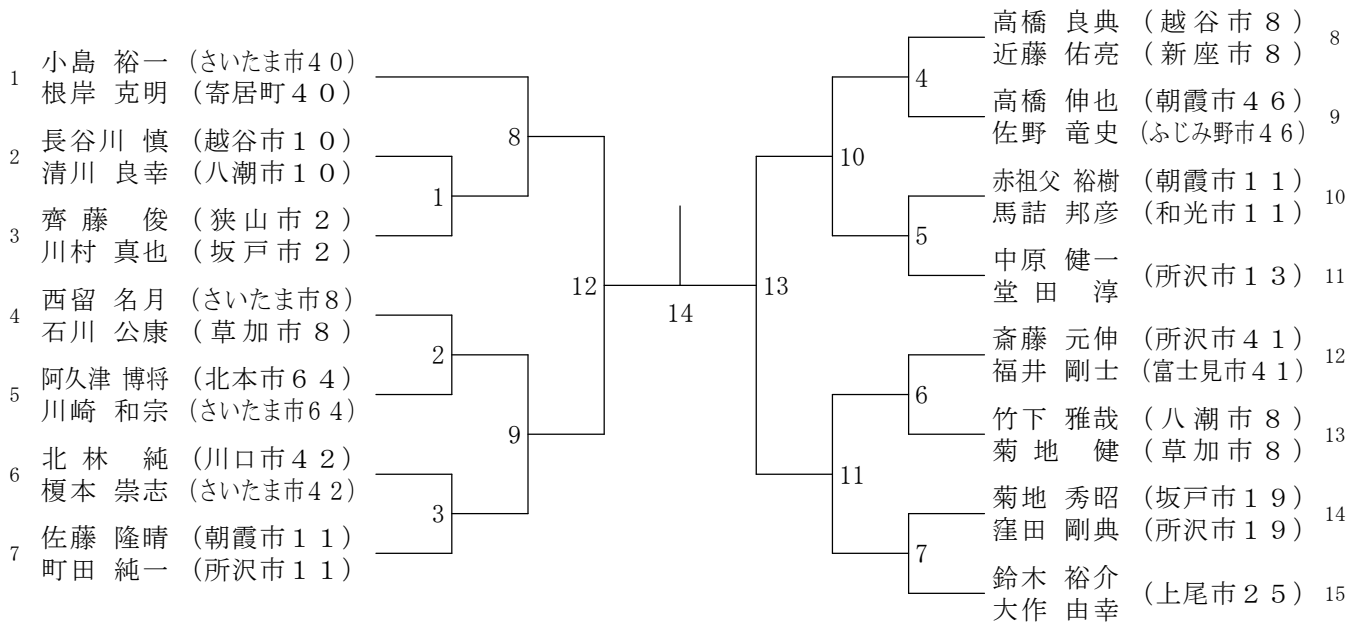 1 小島 裕一 (さいたま市40)
根岸 克明 (寄居町40)
2 長谷川 慎 (越谷市10)
清川 良幸 (八潮市10)
3 齊藤 俊 (狭山市2)
川村 真也 (坂戸市2)
4 西留 名月 (さいたま市8)
石川 公康 (草加市8)
5 阿久津 博将 (北本市64)
川崎 和宗 (さいたま市64)
6 北林 純 (川口市42)
榎本 崇志 (さいたま市42)
7 佐藤 隆晴 (朝霞市11)
町田 純一 (所沢市11)
8
1
12
2
9
3
14
13
4
10
5
6
11
7
高橋 良典 (越谷市8) 8
近藤 佑亮 (新座市8)
高橋 伸也 (朝霞市46) 9
佐野 竜史 (ふじみ野市46)
赤祖父 裕樹 (朝霞市11) 10
馬詰 邦彦 (和光市11)
中原 健一 (所沢市13) 11
堂田 淳
斎藤 元伸 (所沢市41) 12
福井 剛士 (富士見市41)
竹下 雅哉 (八潮市8) 13
菊地 健 (草加市8)
菊地 秀昭 (坂戸市19) 14
窪田 剛典 (所沢市19)
鈴木 裕介 (上尾市25) 15
大作 由幸